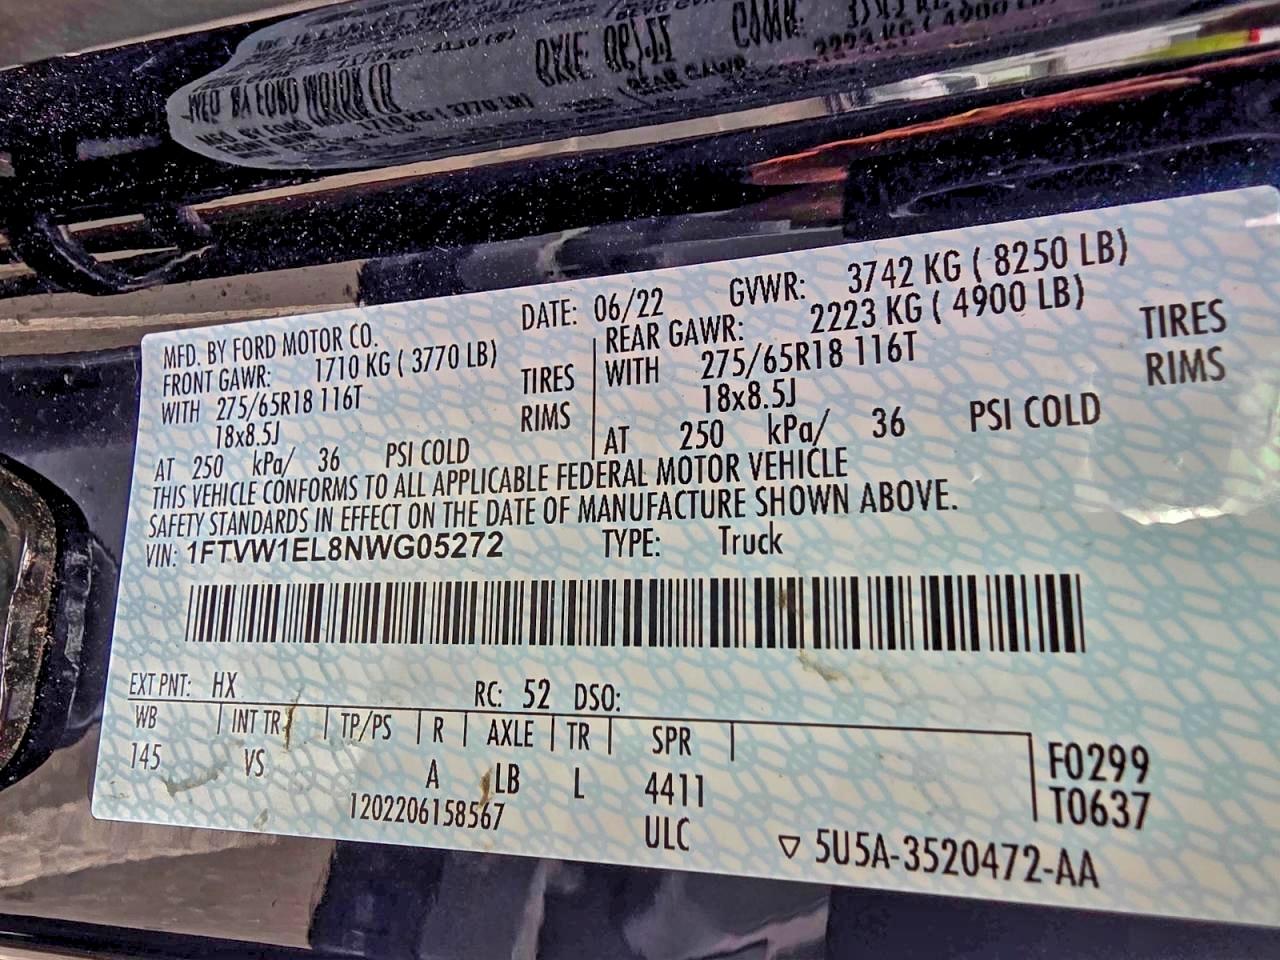 MFD. BY FORD MOTOR CO. DATE: 06/22 GVWR: 3742 KG ( 8250 LB)
FRONT GAWR: 1710 KG ( 3770 LB) REAR GAWR: 2223 KG ( 4900 LB)
WITH 275/65R18 116T TIRES WITH 275/65R18 116T TIRES
18x8.5J RIMS 18x8.5J RIMS
AT 250 kPa/ 36 PSI COLD AT 250 kPa/ 36 PSI COLD
THIS VEHICLE CONFORMS TO ALL APPLICABLE FEDERAL MOTOR VEHICLE
SAFETY STANDARDS IN EFFECT ON THE DATE OF MANUFACTURE SHOWN ABOVE.
VIN: 1FTVW1EL8NWG05272 TYPE: Truck
EXT PNT: HX RC: 52 DSO:
WB INT TR TP/PS R AXLE TR SPR
145 VS A LB L 4411
F0299
T0637
1202206158567 ULC
▽ 5U5A-3520472-AA